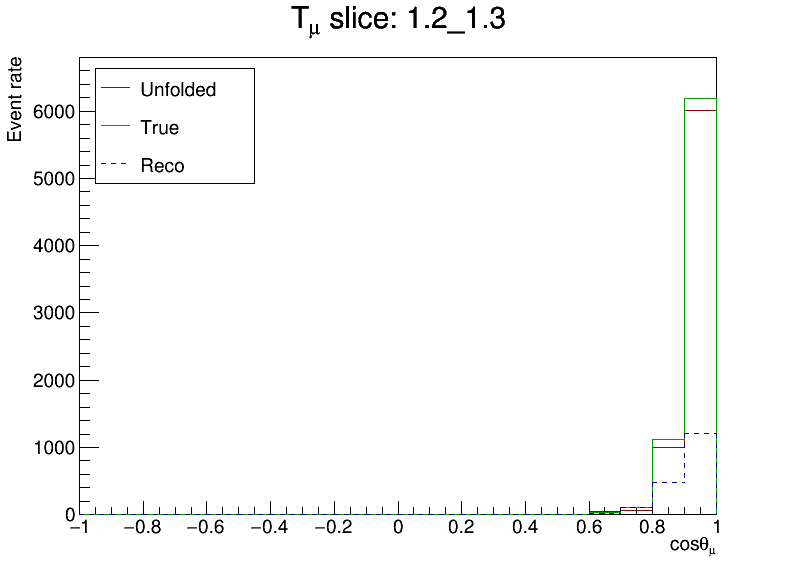 Tμ slice: 1.2_1.3
Event rate
Unfolded
True
Reco
6000
5000
4000
3000
2000
1000
0
−1 −0.8 −0.6 −0.4 −0.2 0 0.2 0.4 0.6 0.8 1
cosθμ